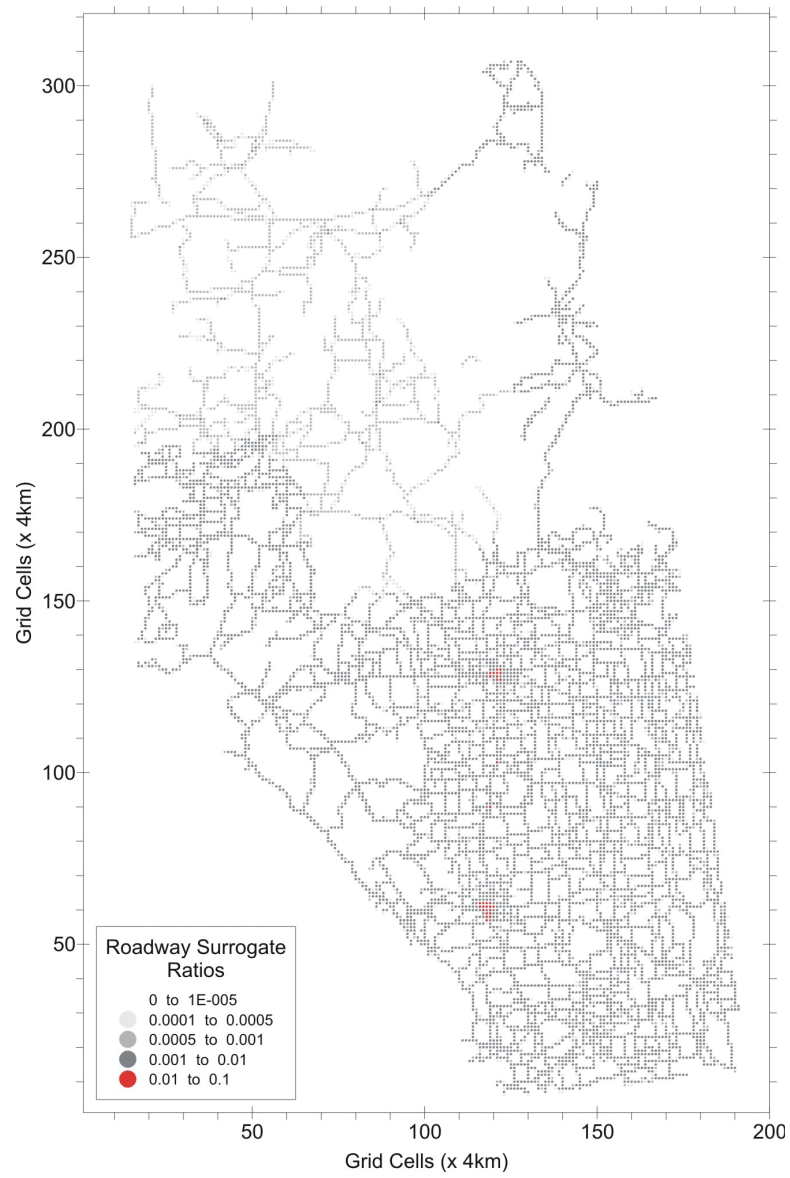 300
250
200
150
100
50
Grid Cells (x 4km)
Roadway Surrogate
Ratios
0 to 1E-005
0.0001 to 0.0005
0.0005 to 0.001
0.001 to 0.01
0.01 to 0.1
50
100
150
200
Grid Cells (x 4km)